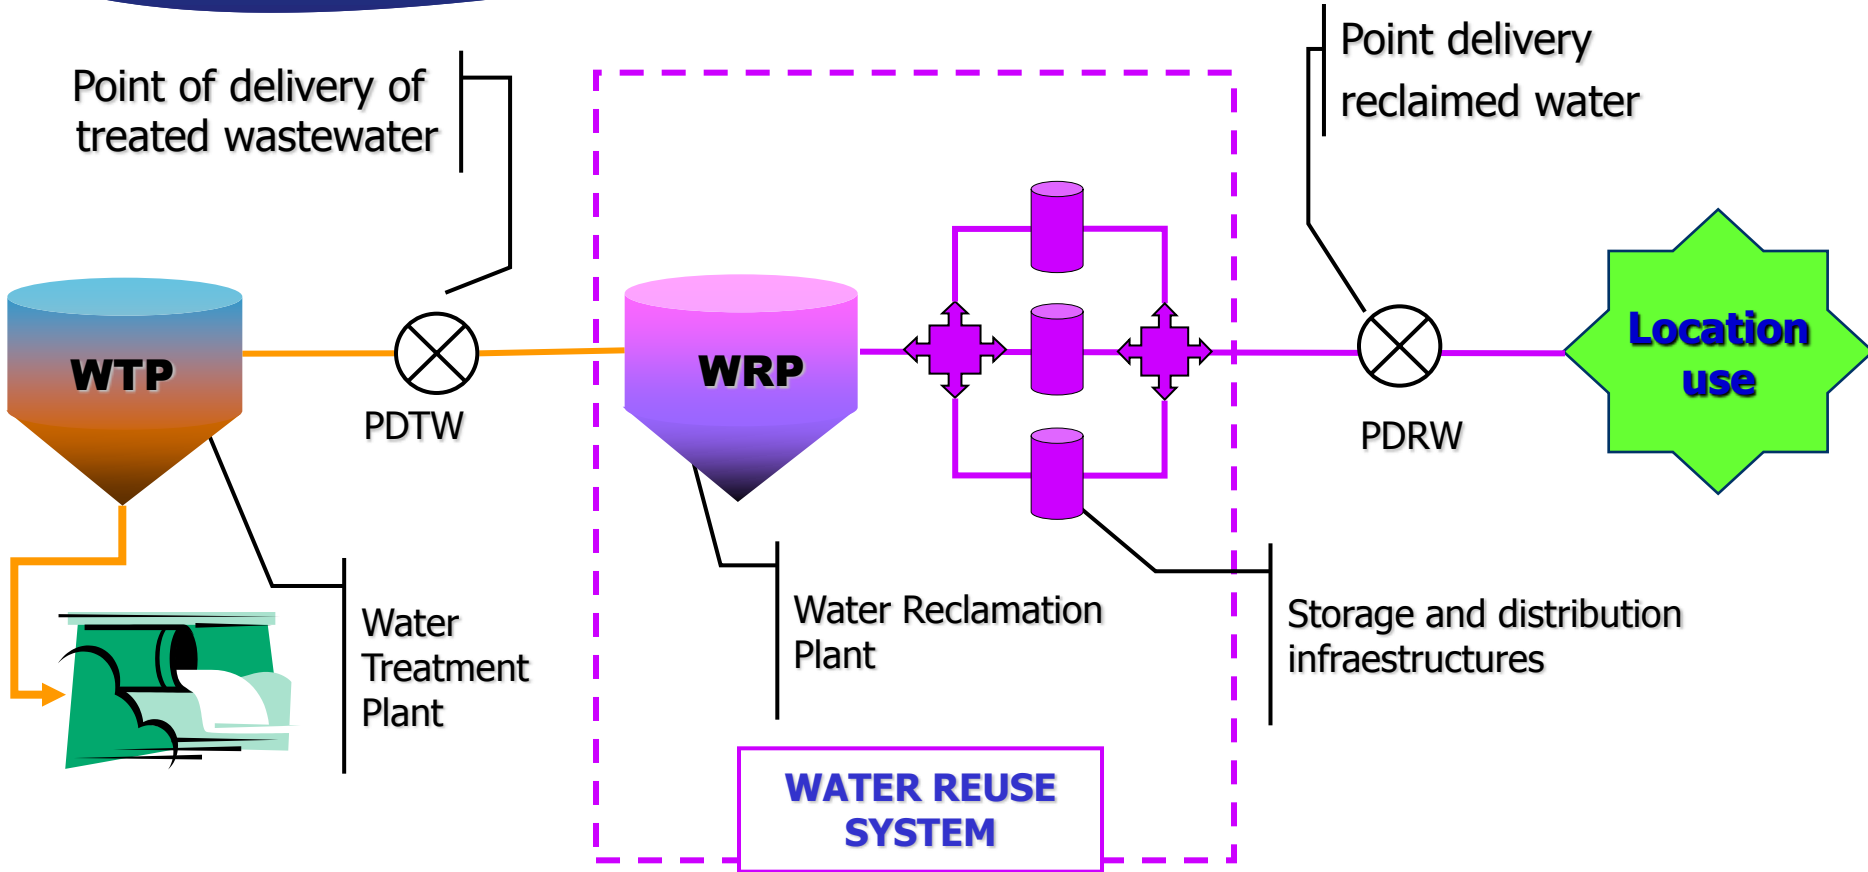 Point of delivery of
treated wastewater
Point delivery
reclaimed water
WTP
PDTW
WRP
PDRW
Location
use
Water
Treatment
Plant
Water Reclamation
Plant
Storage and distribution
infraestructures
WATER REUSE
SYSTEM